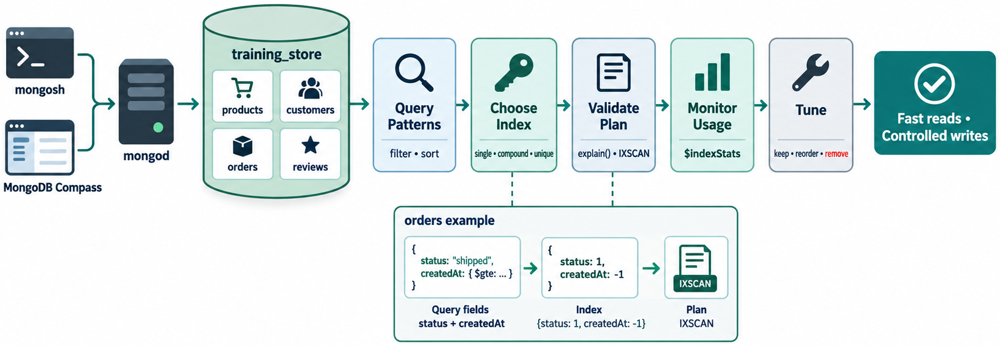 mongosh
MongoDB Compass
mongod
training_store
products
customers
orders
reviews
Query
Patterns
filter • sort
Choose
Index
single • compound • unique
Validate
Plan
explain() • IXSCAN
Monitor
Usage
$indexStats
Tune
keep • reorder • remove
Fast reads •
Controlled writes
orders example
{
status: "shipped",
createdAt: { $gte: ... }
}
Query fields
status + createdAt
{
status: 1,
createdAt: -1
}
Index
{status: 1, createdAt: -1}
IXSCAN
Plan
IXSCAN